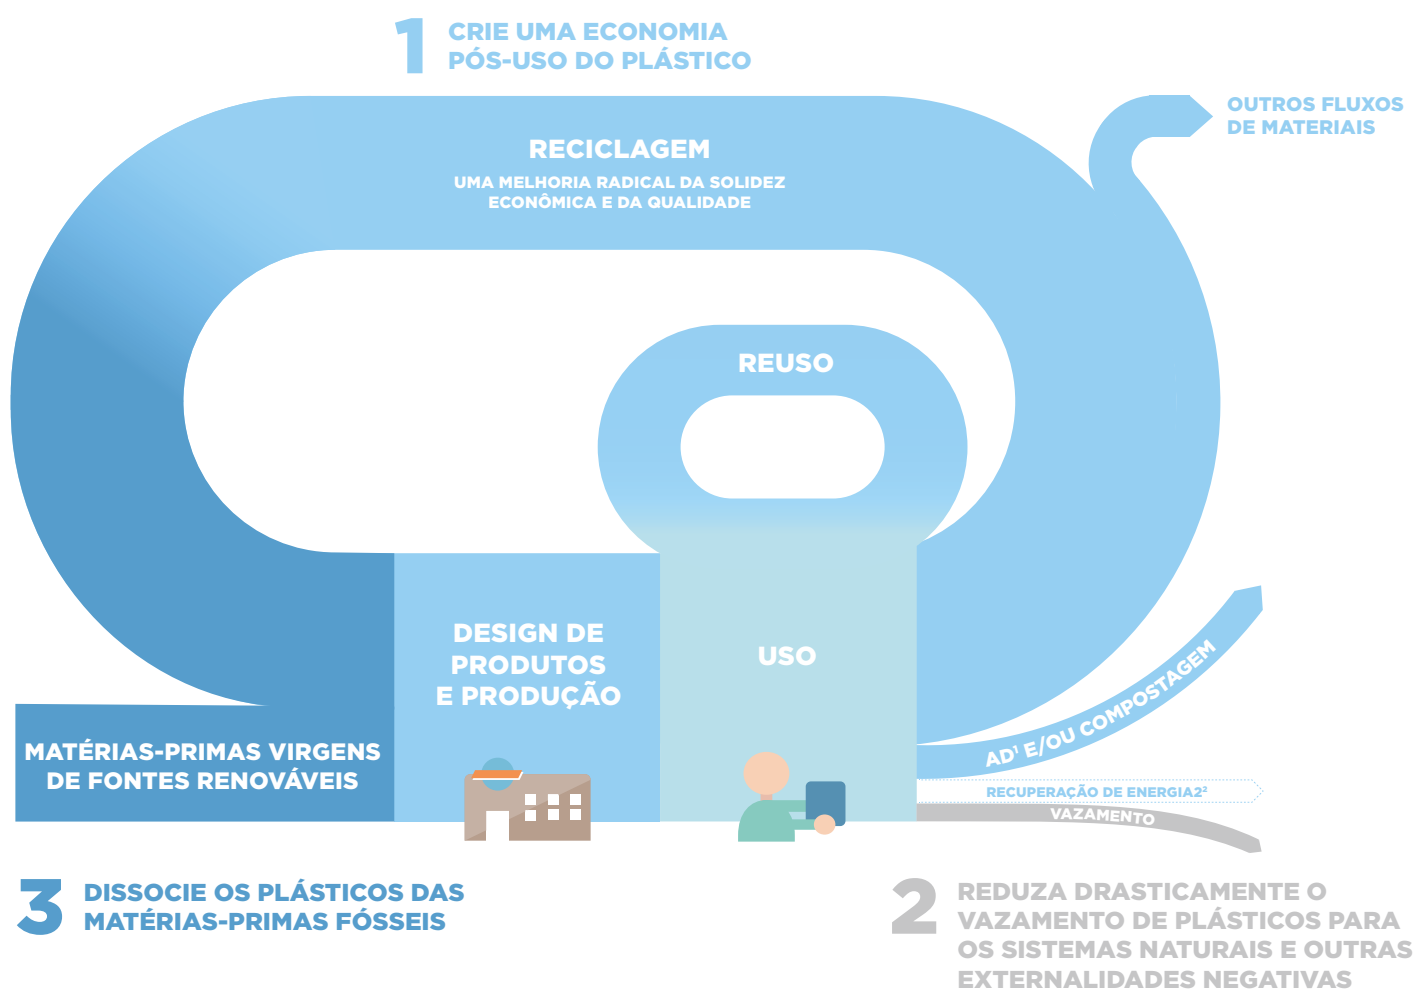 1 CRIE UMA ECONOMIA
PÓS-USO DO PLÁSTICO
OUTROS FLUXOS
DE MATERIAIS
RECICLAGEM
UMA MELHORIA RADICAL DA SOLIDEZ
ECONÔMICA E DA QUALIDADE
REUSO
DESIGN DE
PRODUTOS
E PRODUÇÃO
USO
MATÉRIAS-PRIMAS VIRGENS
DE FONTES RENOVÁVEIS
AD¹ E/OU COMPOSTAGEM
RECUPERAÇÃO DE ENERGIA2²
VAZAMENTO
3 DISSOCIE OS PLÁSTICOS DAS
MATÉRIAS-PRIMAS FÓSSEIS
2 REDUZA DRASTICAMENTE O
VAZAMENTO DE PLÁSTICOS PARA
OS SISTEMAS NATURAIS E OUTRAS
EXTERNALIDADES NEGATIVAS